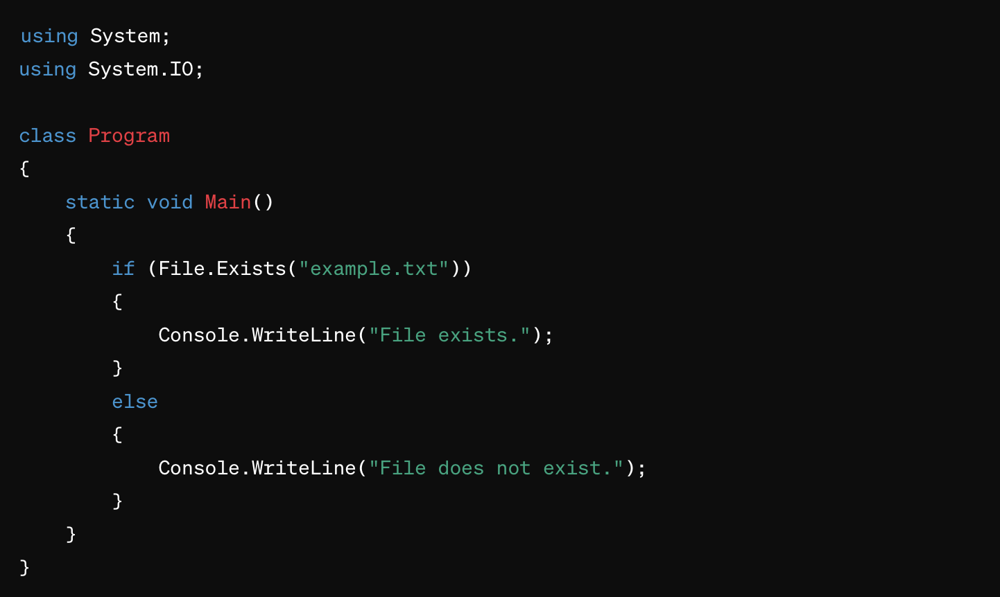 using System;
using System.IO;

class Program
{
    static void Main()
    {
        if (File.Exists("example.txt"))
        {
            Console.WriteLine("File exists.");
        }
        else
        {
            Console.WriteLine("File does not exist.");
        }
    }
}